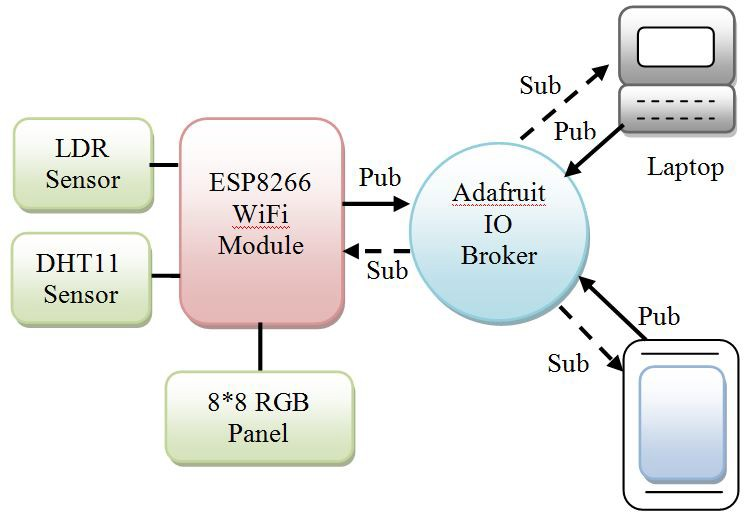 LDR
Sensor
DHT11
Sensor
ESP8266
WiFi
Module
8*8 RGB
Panel
Pub
Sub
Adafruit
IO
Broker
Sub
Pub
Laptop
Pub
Sub